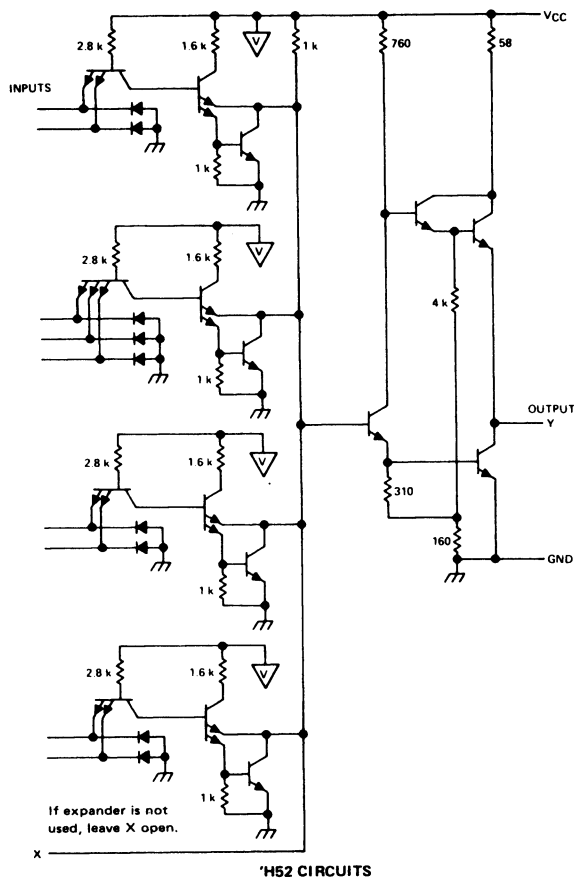 VCC
2.8 k
1.6 k
V
1 k
760
58
INPUTS
1 k
2.8 k
1.6 k
V
4 k
1 k
OUTPUT
Y
2.8 k
1.6 k
V
310
160
GND
1 k
2.8 k
1.6 k
V
1 k
If expander is not
used, leave X open.
X
'H52 CIRCUITS